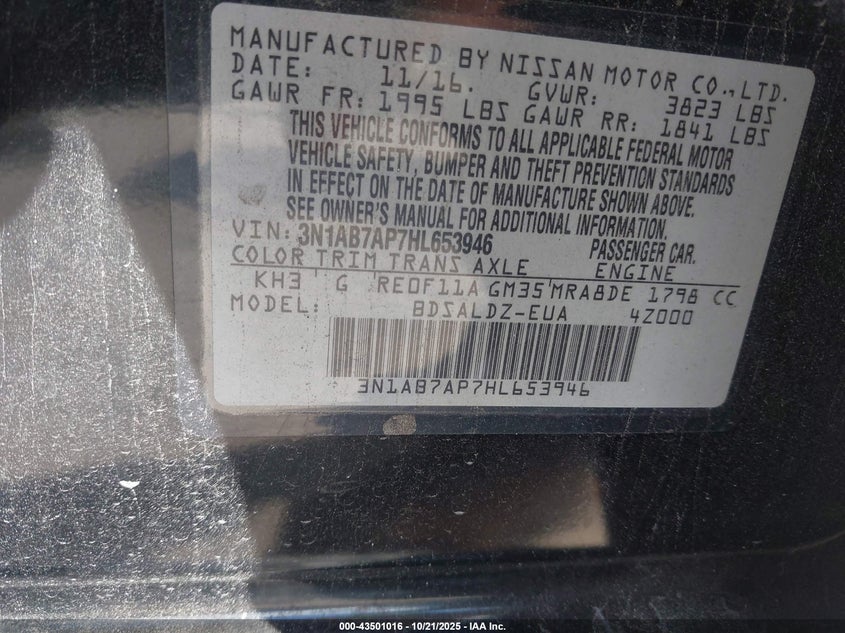 MANUFACTURED BY NISSAN MOTOR CO., LTD.
DATE: 11/16. GVWR: 3823 LBS
GAWR FR: 1995 LBS GAWR RR: 1841 LBS
THIS VEHICLE CONFORMS TO ALL APPLICABLE FEDERAL MOTOR
VEHICLE SAFETY, BUMPER AND THEFT PREVENTION STANDARDS
IN EFFECT ON THE DATE OF MANUFACTURE SHOWN ABOVE.
SEE OWNER'S MANUAL FOR ADDITIONAL INFORMATION.
VIN: 3N1AB7AP7HL653946 PASSENGER CAR.
COLOR TRIM TRANS AXLE ENGINE
KH3 G RE0F11A GM35 MRA8DE 1798 CC
MODEL: BDSALDZ-EUA 4Z000
3N1AB7AP7HL653946
000-43501016 - 10/21/2025 - IAA Inc.